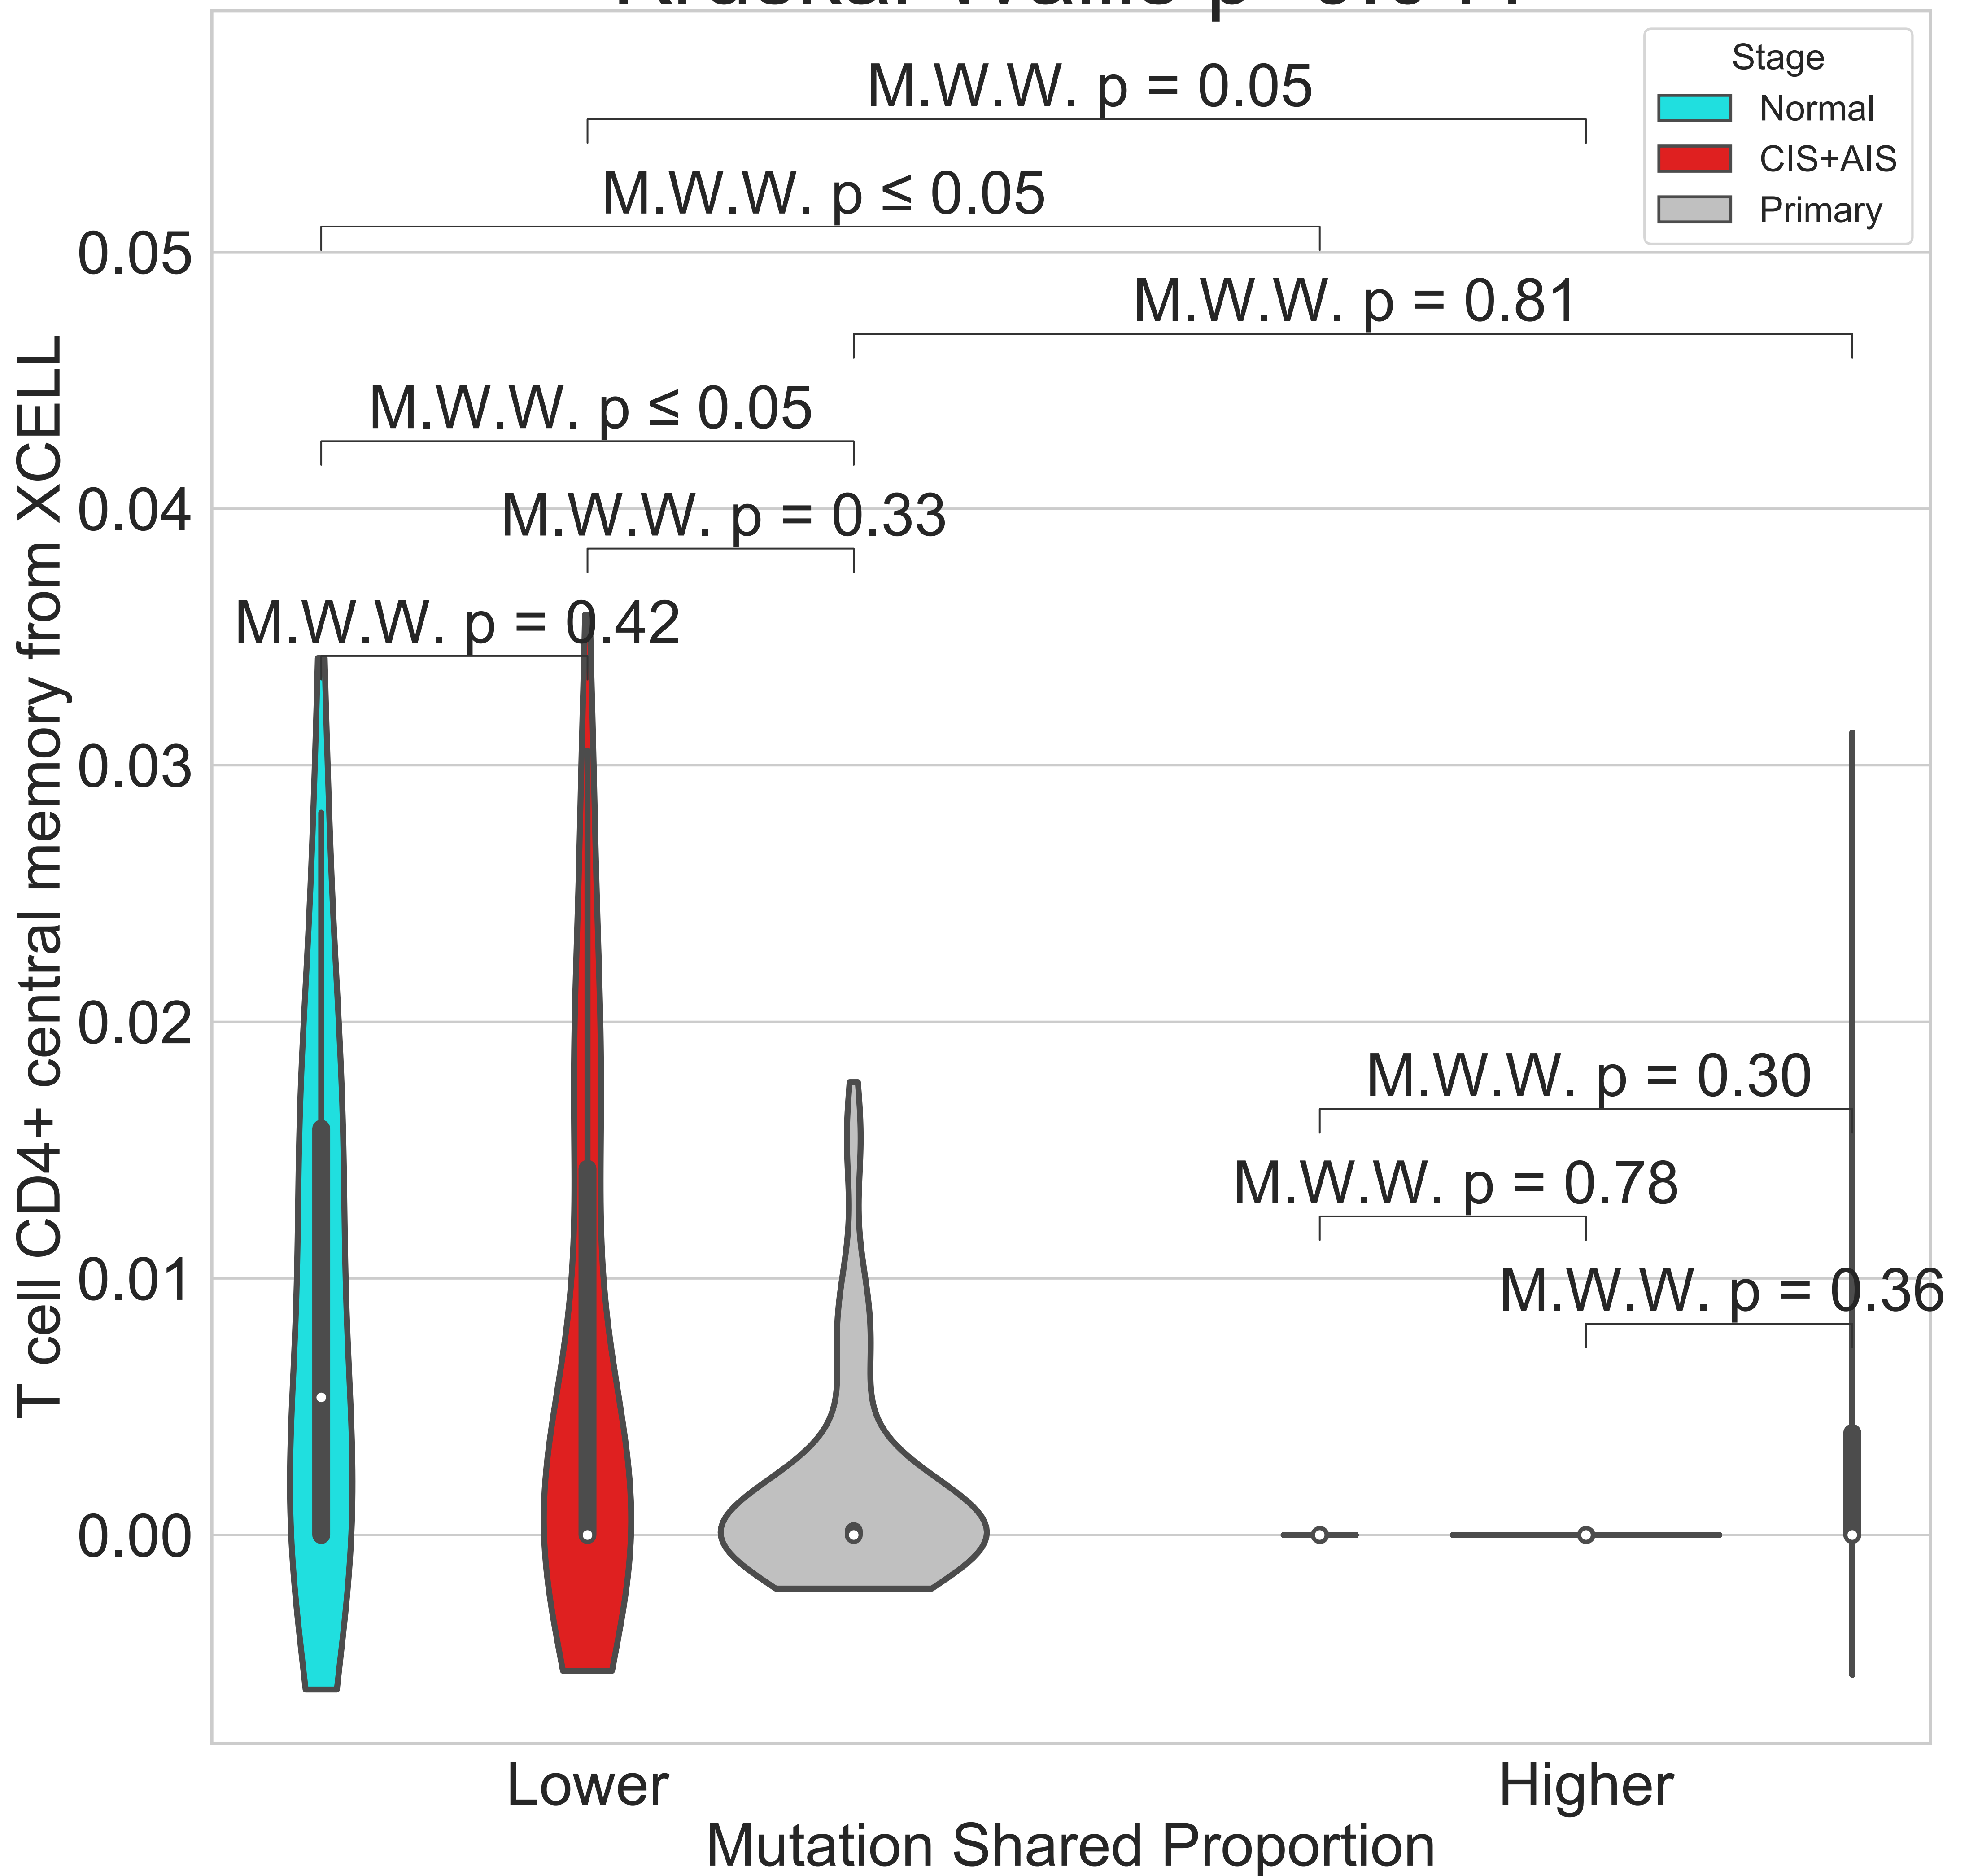 Stage
Normal
CIS+AIS
Primary
M.W.W. p = 0.05
M.W.W. p ≤ 0.05
M.W.W. p = 0.81
M.W.W. p ≤ 0.05
M.W.W. p = 0.33
M.W.W. p = 0.42
M.W.W. p = 0.30
M.W.W. p = 0.78
M.W.W. p = 0.36
T cell CD4+ central memory from XCELL
0.05
0.04
0.03
0.02
0.01
0.00
Lower
Higher
Mutation Shared Proportion